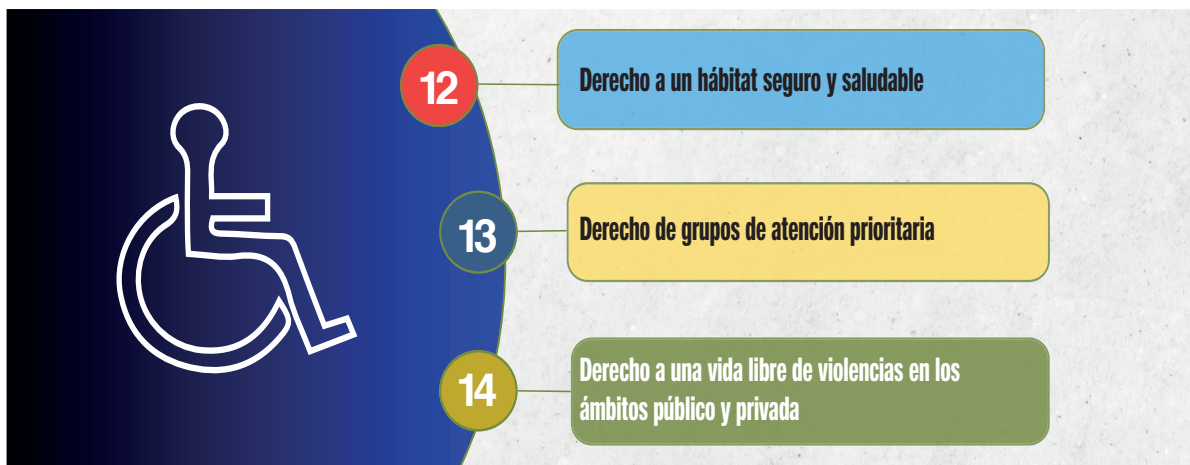 12
Derecho a un hábitat seguro y saludable
13
Derecho de grupos de atención prioritaria
14
Derecho a una vida libre de violencias en los
ámbitos público y privada